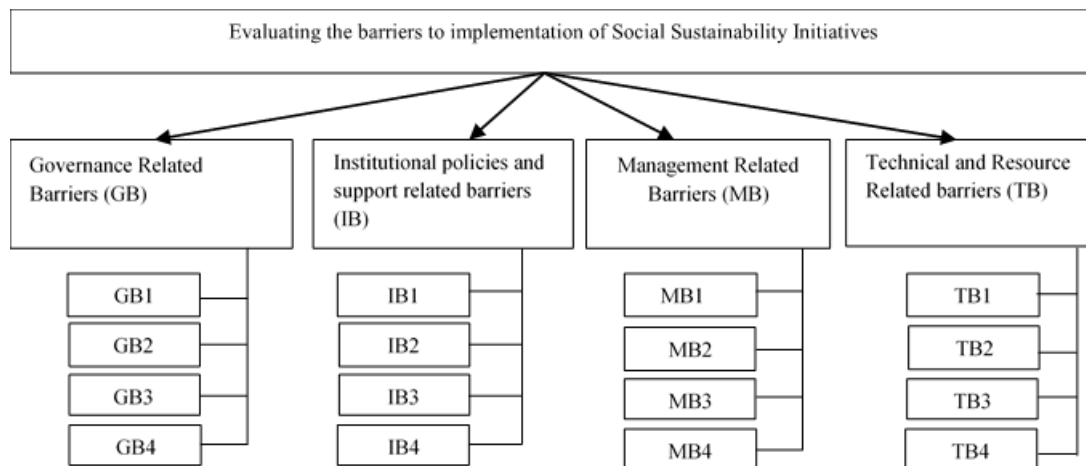 Evaluating the barriers to implementation of Social Sustainability Initiatives
Governance Related
Barriers (GB)
Institutional policies and
support related barriers
(IB)
Management Related
Barriers (MB)
Technical and Resource
Related barriers (TB)
GB1
GB2
GB3
GB4
IB1
IB2
IB3
IB4
MB1
MB2
MB3
MB4
TB1
TB2
TB3
TB4